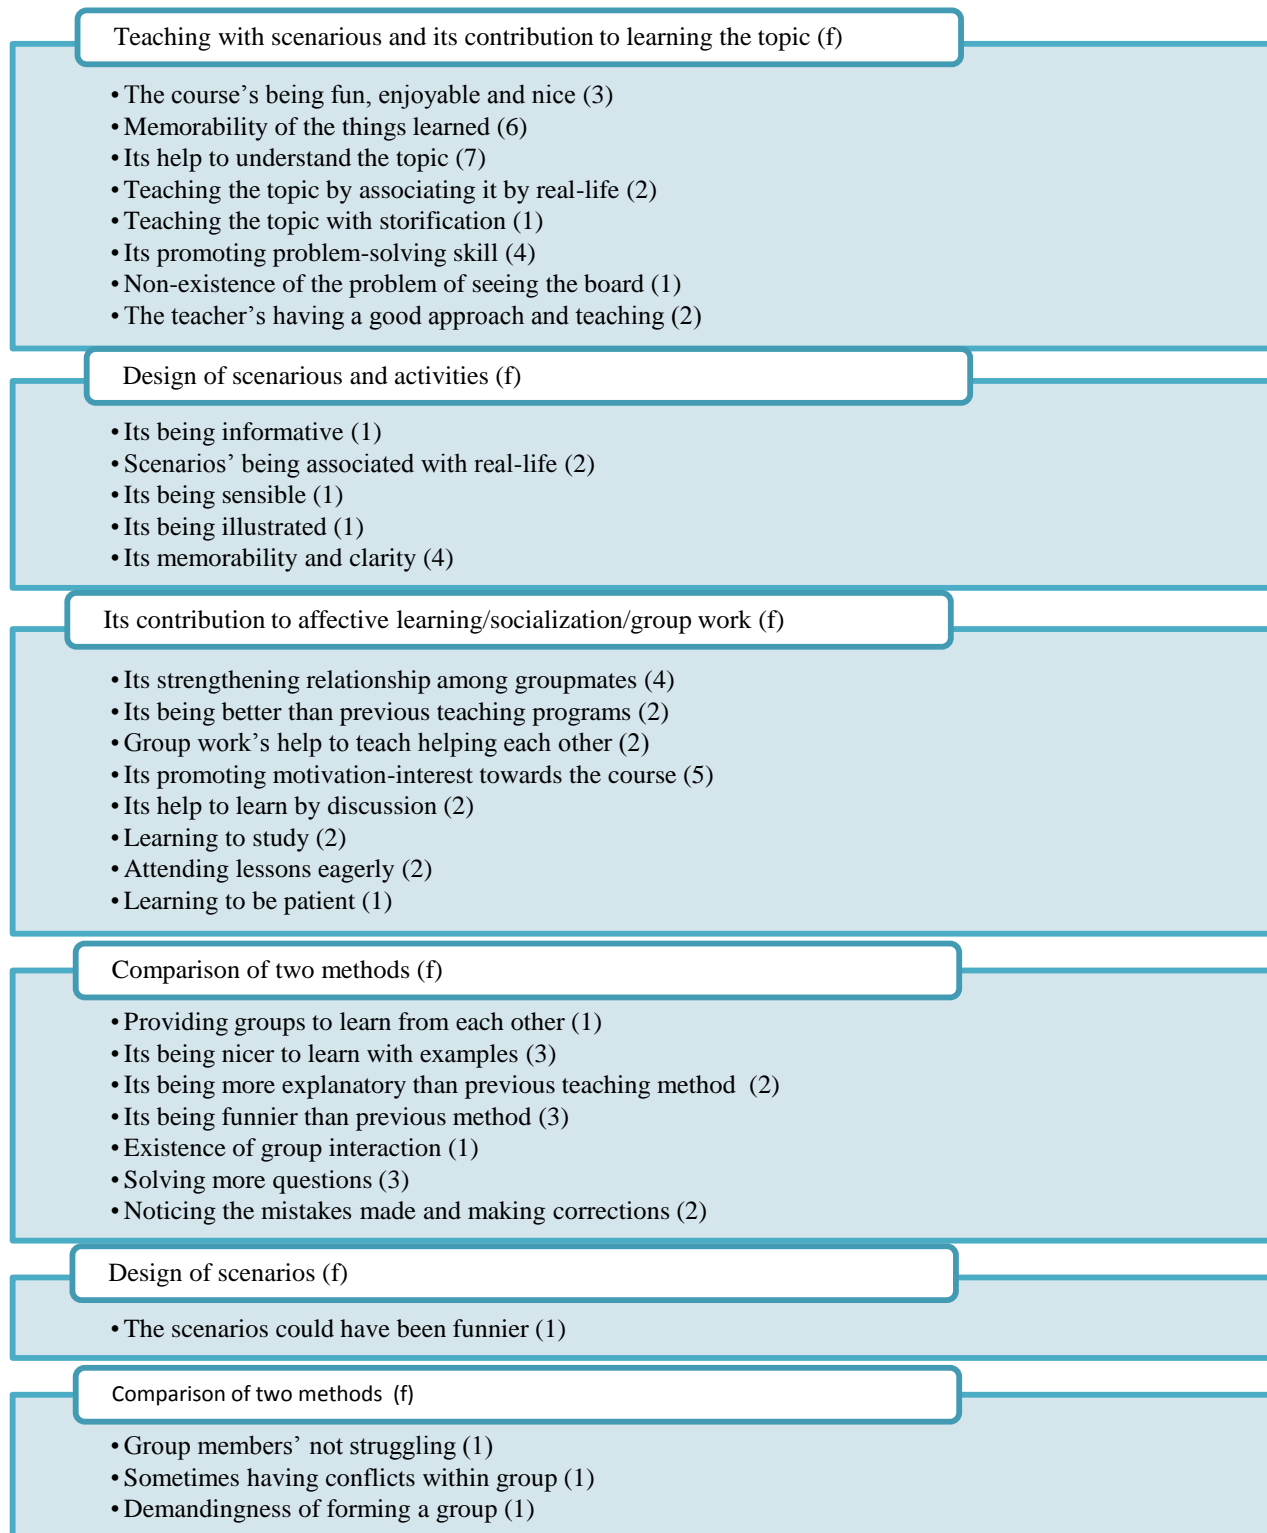 Teaching with scenarious and its contribution to learning the topic (f)
• The course’s being fun, enjoyable and nice (3)
• Memorability of the things learned (6)
• Its help to understand the topic (7)
• Teaching the topic by associating it by real-life (2)
• Teaching the topic with storification (1)
• Its promoting problem-solving skill (4)
• Non-existence of the problem of seeing the board (1)
• The teacher’s having a good approach and teaching (2)
Design of scenarious and activities (f)
• Its being informative (1)
• Scenarios’ being associated with real-life (2)
• Its being sensible (1)
• Its being illustrated (1)
• Its memorability and clarity (4)
Its contribution to affective learning/socialization/group work (f)
• Its strengthening relationship among groupmates (4)
• Its being better than previous teaching programs (2)
• Group work’s help to teach helping each other (2)
• Its promoting motivation-interest towards the course (5)
• Its help to learn by discussion (2)
• Learning to study (2)
• Attending lessons eagerly (2)
• Learning to be patient (1)
Comparison of two methods (f)
• Providing groups to learn from each other (1)
• Its being nicer to learn with examples (3)
• Its being more explanatory than previous teaching method (2)
• Its being funnier than previous method (3)
• Existence of group interaction (1)
• Solving more questions (3)
• Noticing the mistakes made and making corrections (2)
Design of scenarios (f)
• The scenarios could have been funnier (1)
Comparison of two methods (f)
• Group members’ not struggling (1)
• Sometimes having conflicts within group (1)
• Demandingness of forming a group (1)